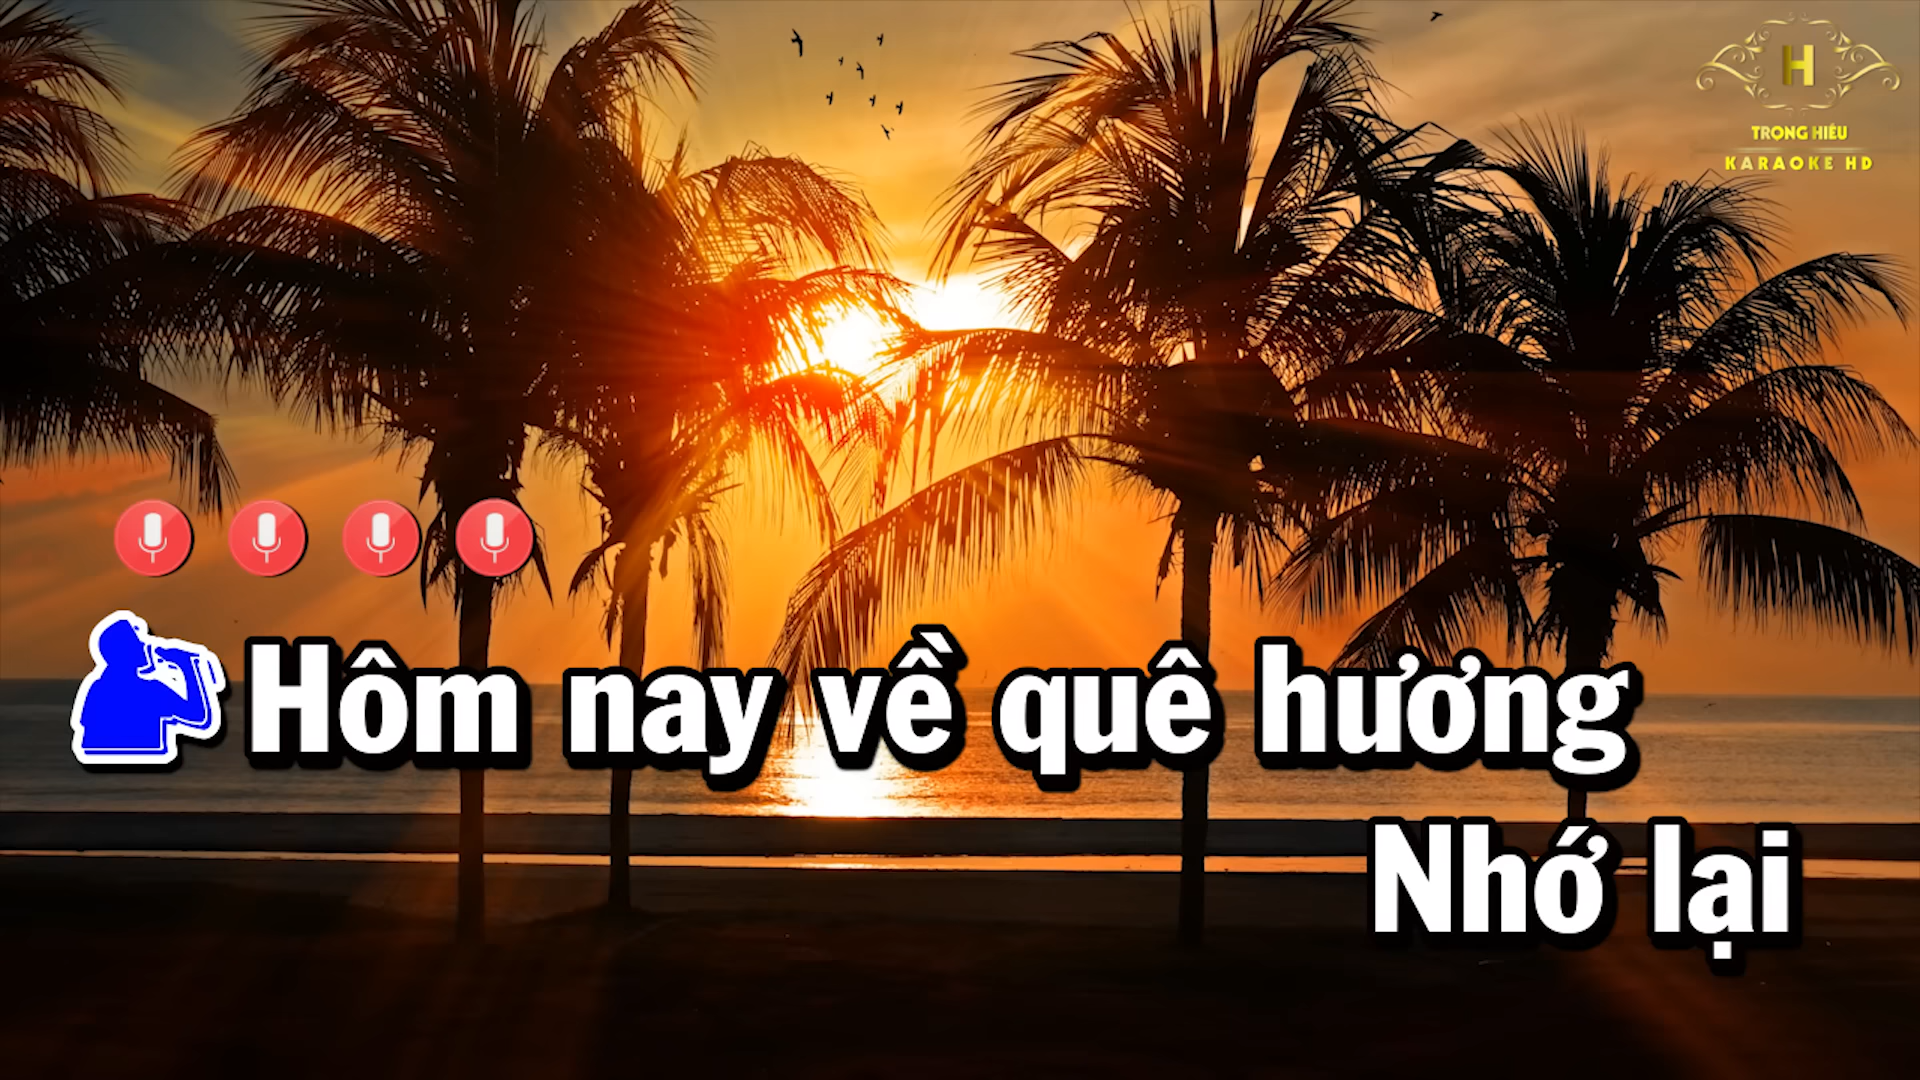 H
TRỌNG HIẾU
KARAOKE HD
Hôm nay về quê hương
Nhớ lại